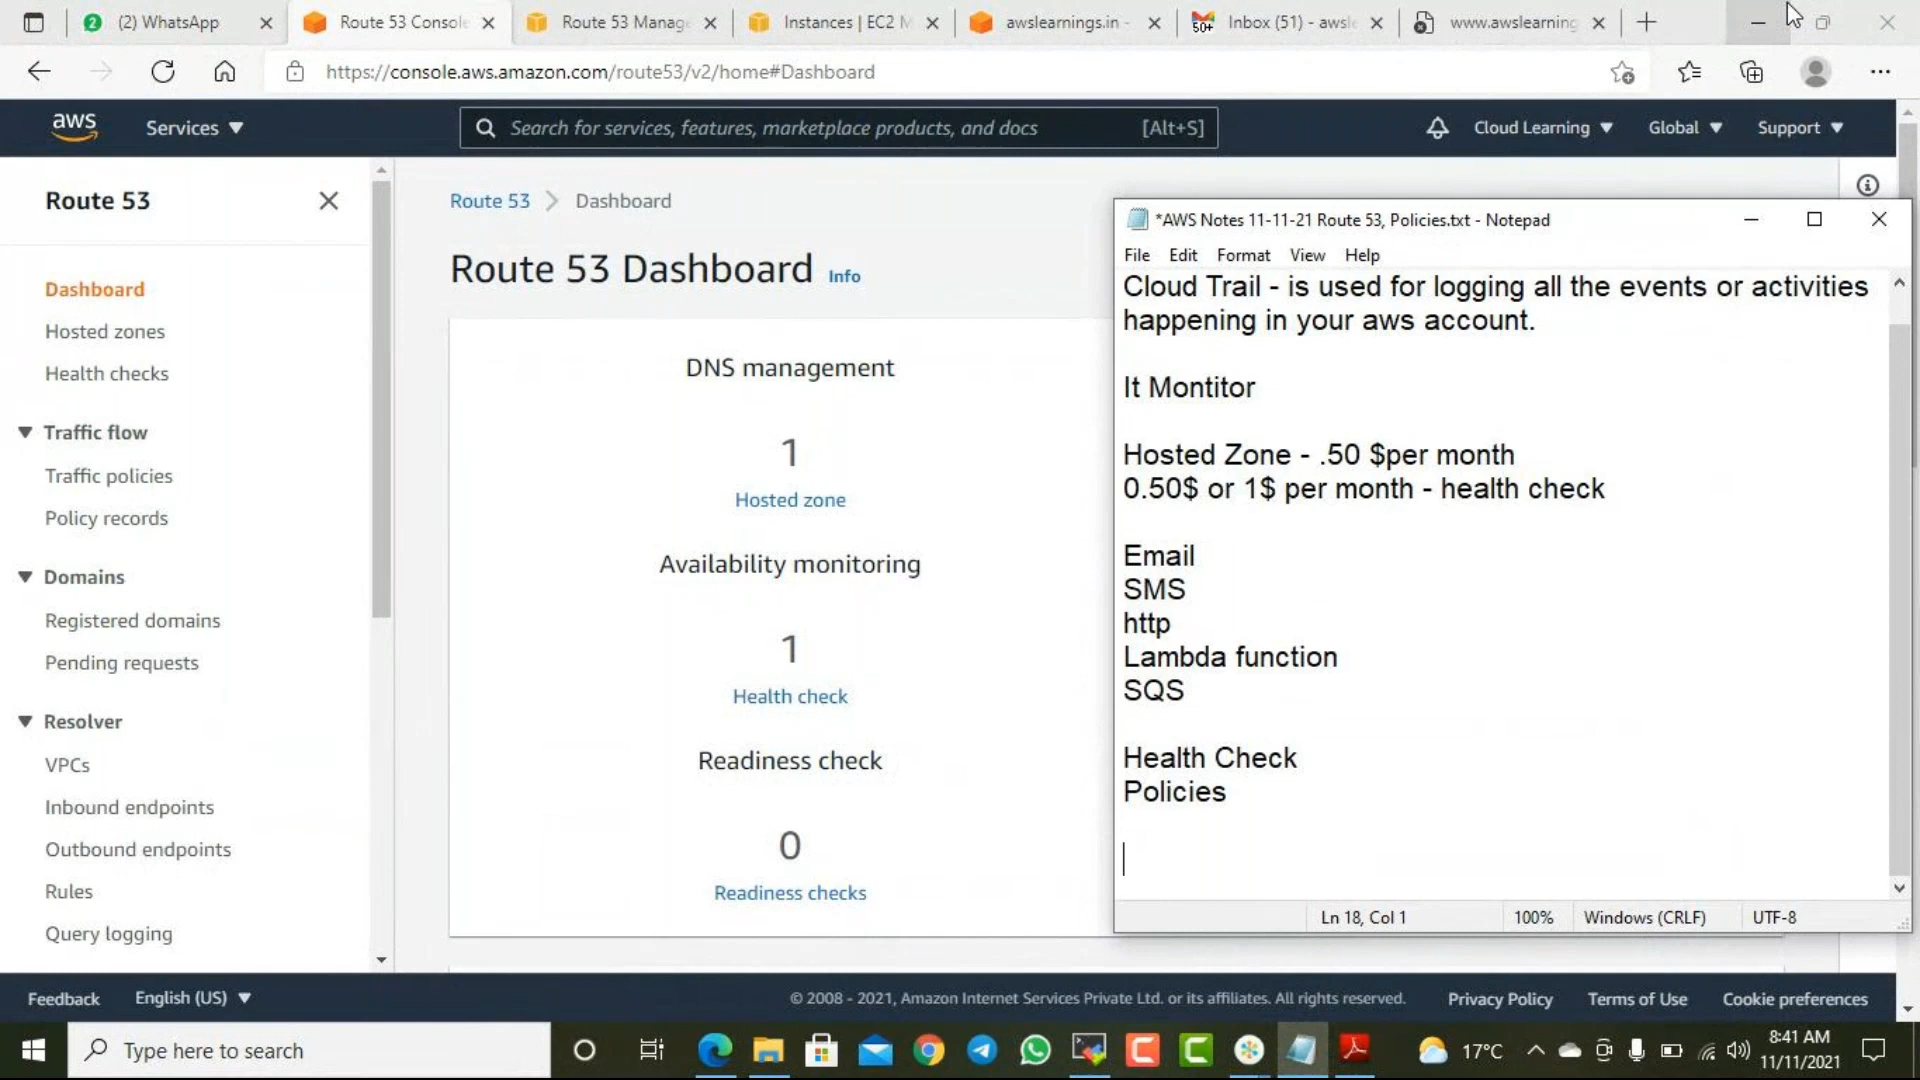 (2) WhatsApp
Route 53 Console
Route 53 Manag
Instances | EC2 M
awslearnings.in -
50+
Inbox (51) - awsle
www.awslearning
https://console.aws.amazon.com/route53/v2/home#Dashboard
aws
Services
Search for services, features, marketplace products, and docs
[Alt+S]
Cloud Learning
Global
Support
Route 53
Dashboard
Hosted zones
Health checks
Traffic flow
Traffic policies
Policy records
Domains
Registered domains
Pending requests
Resolver
VPCs
Inbound endpoints
Outbound endpoints
Rules
Query logging
Route 53
Dashboard
Route 53 Dashboard Info
DNS management
1
Hosted zone
Availability monitoring
1
Health check
Readiness check
0
Readiness checks
*AWS Notes 11-11-21 Route 53, Policies.txt - Notepad
File Edit Format View Help
Cloud Trail - is used for logging all the events or activities
happening in your aws account.
It Montitor
Hosted Zone - .50 $per month
0.50$ or 1$ per month - health check
Email
SMS
http
Lambda function
SQS
Health Check
Policies
Ln 18, Col 1
100%
Windows (CRLF)
UTF-8
Feedback
English (US)
© 2008 - 2021, Amazon Internet Services Private Ltd. or its affiliates. All rights reserved.
Privacy Policy
Terms of Use
Cookie preferences
Type here to search
17°C
8:41 AM
11/11/2021